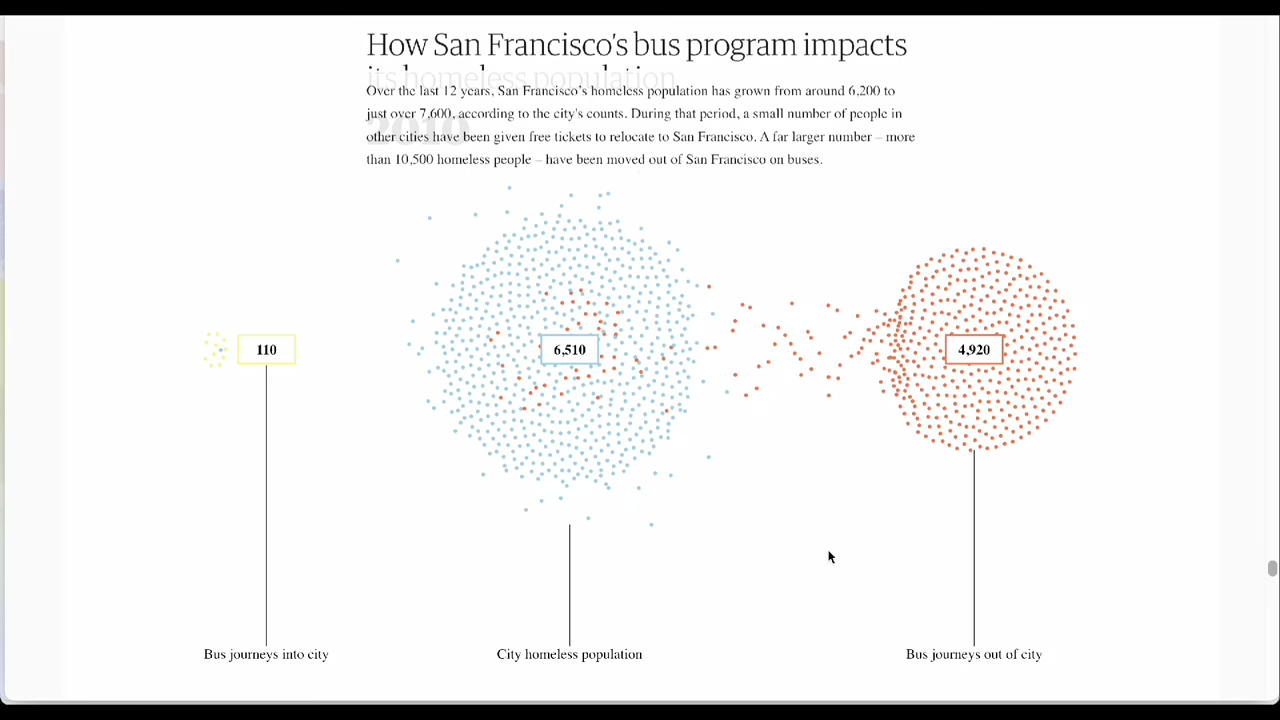 How San Francisco's bus program impacts
its homeless population
Over the last 12 years, San Francisco's homeless population has grown from around 6,200 to
just over 7,600, according to the city's counts. During that period, a small number of people in
2010
other cities have been given free tickets to relocate to San Francisco. A far larger number – more
than 10,500 homeless people – have been moved out of San Francisco on buses.
110
6,510
4,920
Bus journeys into city
City homeless population
Bus journeys out of city